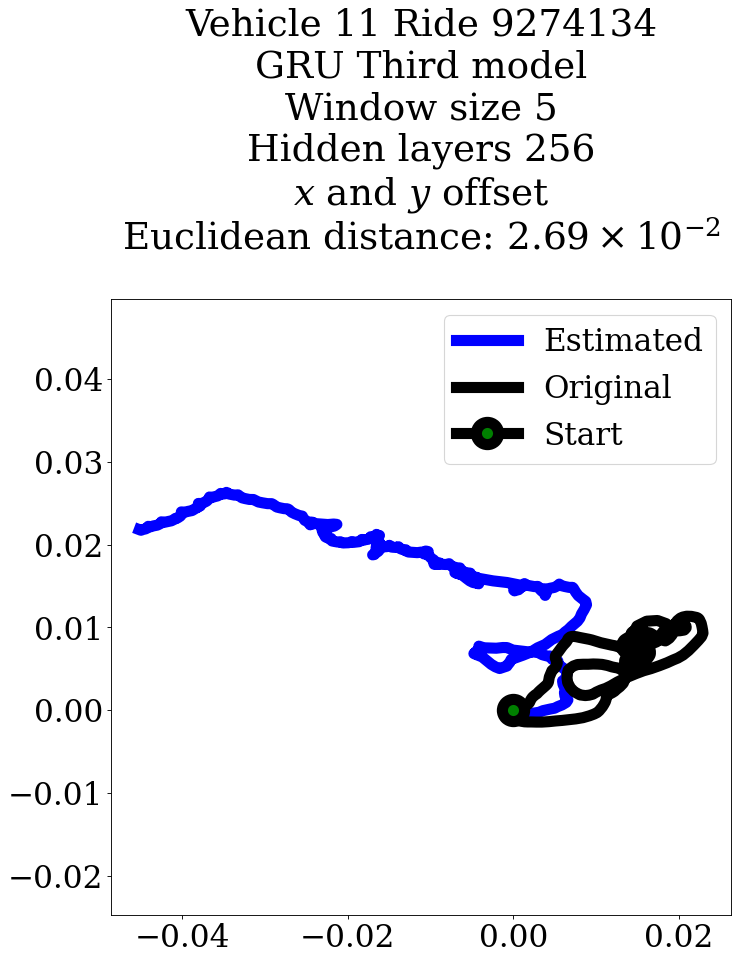 Vehicle 11 Ride 9274134
GRU Third model
Window size 5
Hidden layers 256
x and y offset
Euclidean distance: 2.69 × 10⁻²
Estimated
Original
Start
0.04
0.03
0.02
0.01
0.00
−0.01
−0.02
−0.04 −0.02 0.00 0.02